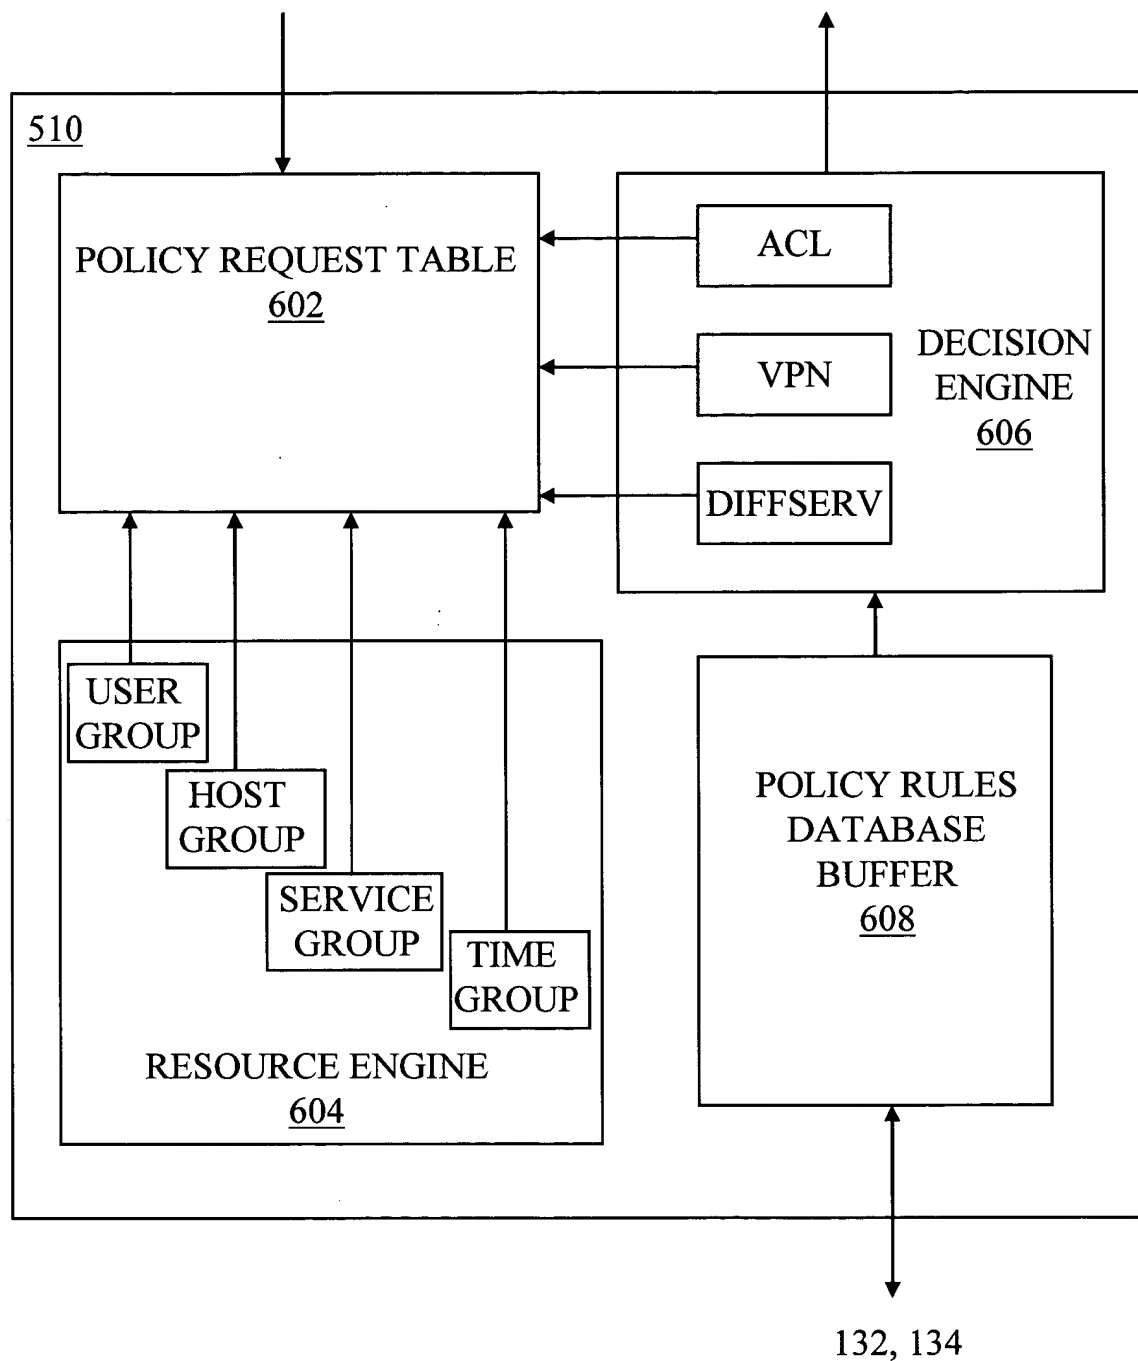 510
POLICY REQUEST TABLE
602
ACL
VPN
DIFFSERV
DECISION
ENGINE
606
USER
GROUP
HOST
GROUP
SERVICE
GROUP
TIME
GROUP
RESOURCE ENGINE
604
POLICY RULES
DATABASE
BUFFER
608
132, 134